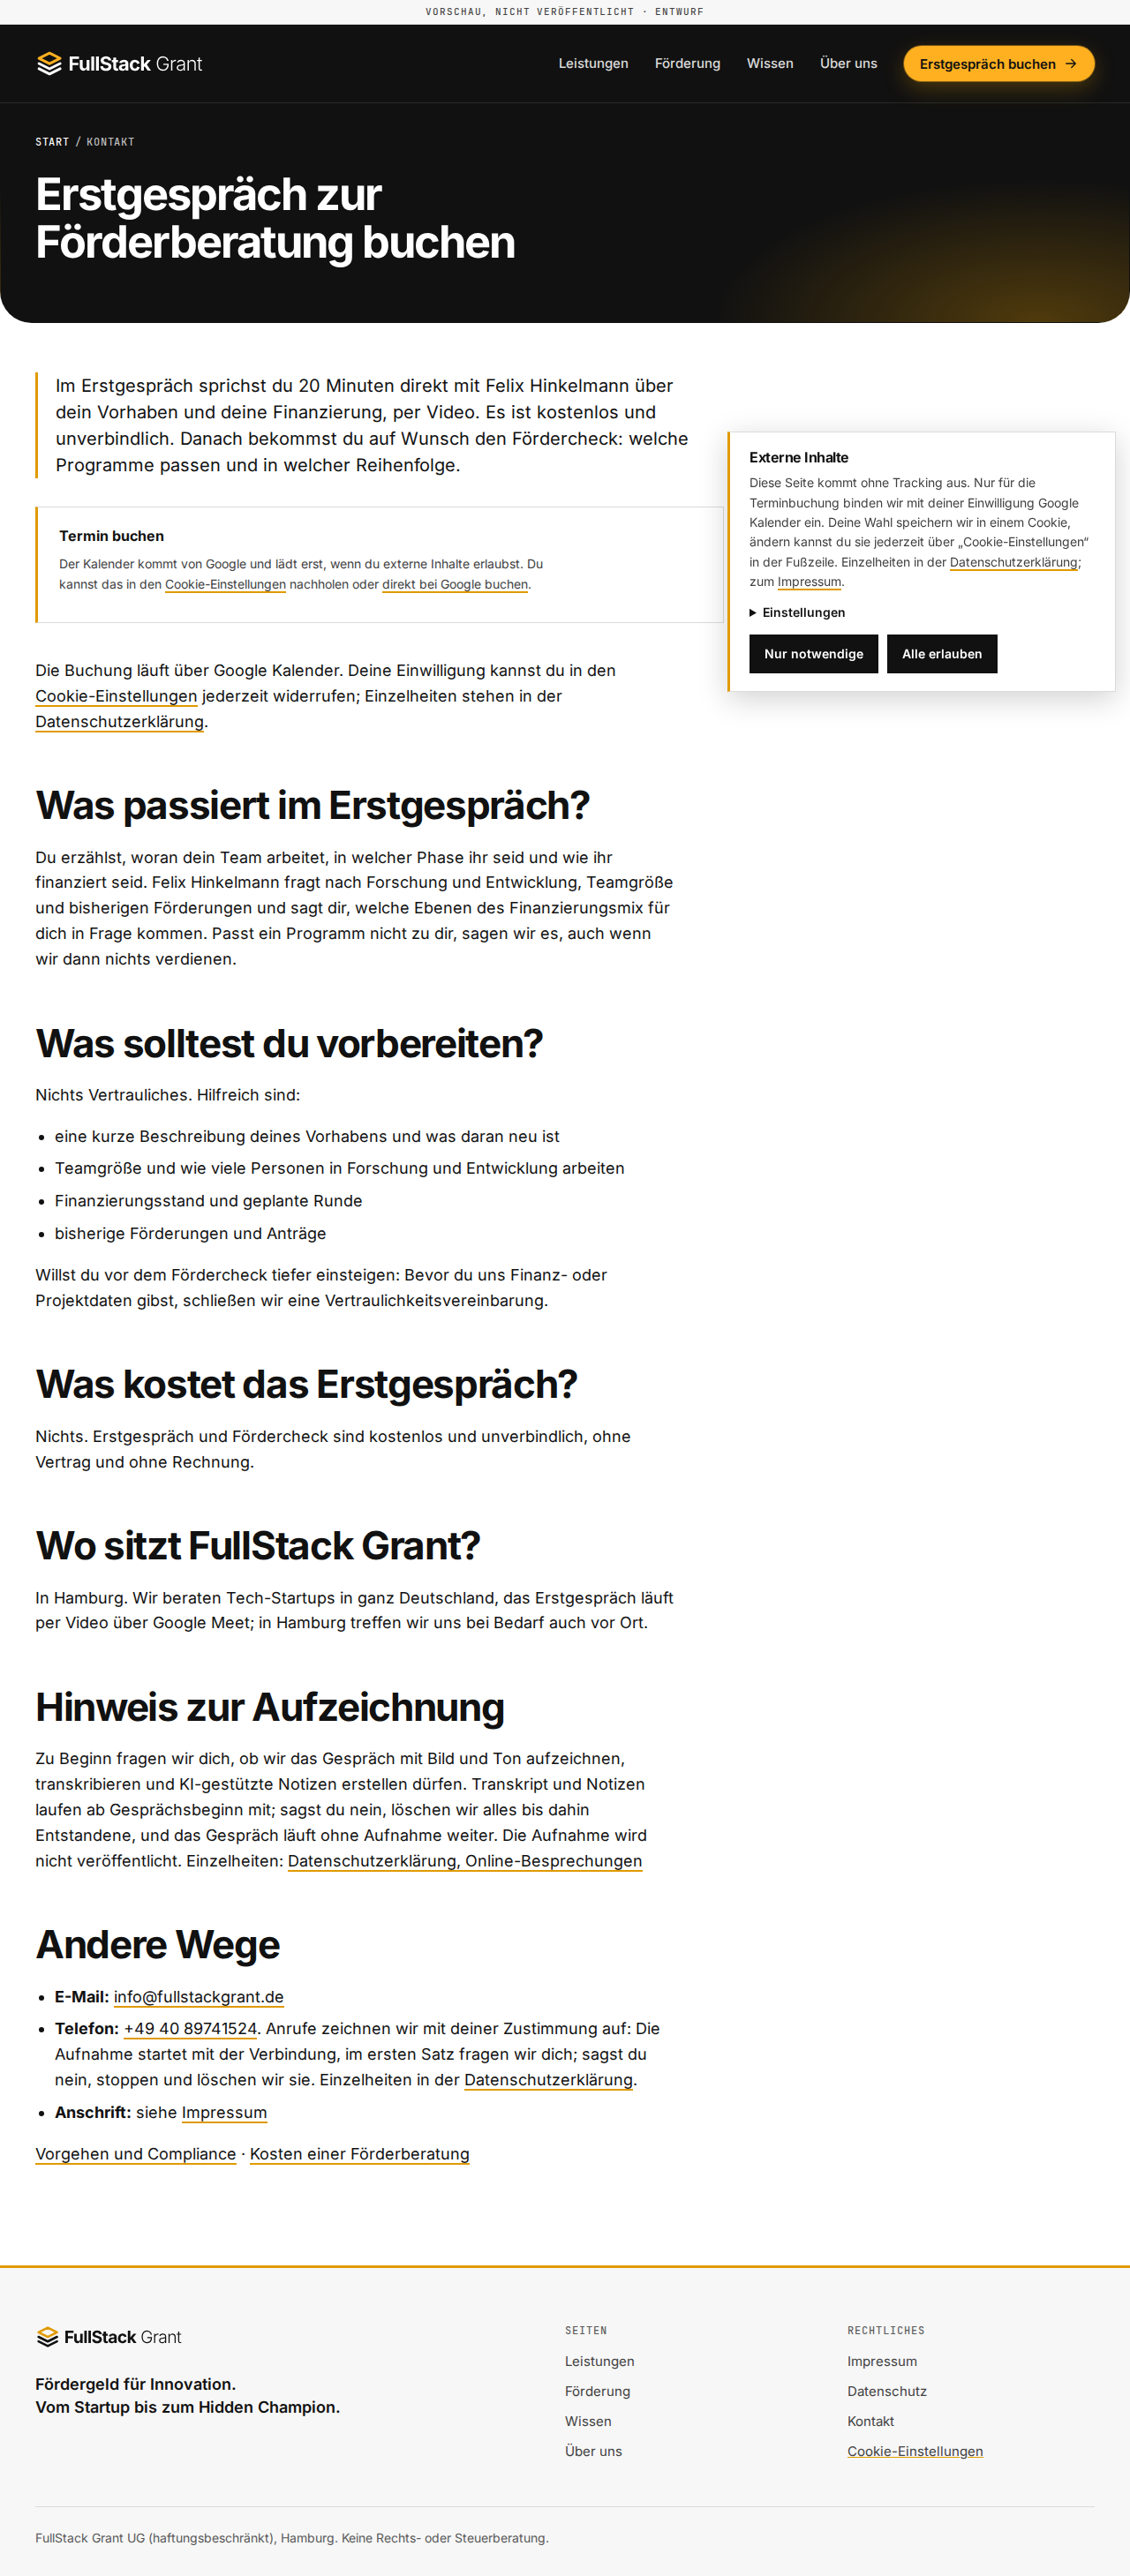 VORSCHAU, NICHT VERÖFFENTLICHT · ENTWURF
FullStack Grant
Leistungen
Förderung
Wissen
Über uns
Erstgespräch buchen →
START / KONTAKT
Erstgespräch zur
Förderberatung buchen
Im Erstgespräch sprichst du 20 Minuten direkt mit Felix Hinkelmann über
dein Vorhaben und deine Finanzierung, per Video. Es ist kostenlos und
unverbindlich. Danach bekommst du auf Wunsch den Fördercheck: welche
Programme passen und in welcher Reihenfolge.
Termin buchen
Der Kalender kommt von Google und lädt erst, wenn du externe Inhalte erlaubst. Du
kannst das in den Cookie-Einstellungen nachholen oder direkt bei Google buchen.
Externe Inhalte
Diese Seite kommt ohne Tracking aus. Nur für die
Terminbuchung binden wir mit deiner Einwilligung Google
Kalender ein. Deine Wahl speichern wir in einem Cookie,
ändern kannst du sie jederzeit über „Cookie-Einstellungen“
in der Fußzeile. Einzelheiten in der Datenschutzerklärung;
zum Impressum.
▶ Einstellungen
Nur notwendige
Alle erlauben
Die Buchung läuft über Google Kalender. Deine Einwilligung kannst du in den
Cookie-Einstellungen jederzeit widerrufen; Einzelheiten stehen in der
Datenschutzerklärung.
Was passiert im Erstgespräch?
Du erzählst, woran dein Team arbeitet, in welcher Phase ihr seid und wie ihr
finanziert seid. Felix Hinkelmann fragt nach Forschung und Entwicklung, Teamgröße
und bisherigen Förderungen und sagt dir, welche Ebenen des Finanzierungsmix für
dich in Frage kommen. Passt ein Programm nicht zu dir, sagen wir es, auch wenn
wir dann nichts verdienen.
Was solltest du vorbereiten?
Nichts Vertrauliches. Hilfreich sind:
• eine kurze Beschreibung deines Vorhabens und was daran neu ist
• Teamgröße und wie viele Personen in Forschung und Entwicklung arbeiten
• Finanzierungsstand und geplante Runde
• bisherige Förderungen und Anträge
Willst du vor dem Fördercheck tiefer einsteigen: Bevor du uns Finanz- oder
Projektdaten gibst, schließen wir eine Vertraulichkeitsvereinbarung.
Was kostet das Erstgespräch?
Nichts. Erstgespräch und Fördercheck sind kostenlos und unverbindlich, ohne
Vertrag und ohne Rechnung.
Wo sitzt FullStack Grant?
In Hamburg. Wir beraten Tech-Startups in ganz Deutschland, das Erstgespräch läuft
per Video über Google Meet; in Hamburg treffen wir uns bei Bedarf auch vor Ort.
Hinweis zur Aufzeichnung
Zu Beginn fragen wir dich, ob wir das Gespräch mit Bild und Ton aufzeichnen,
transkribieren und KI-gestützte Notizen erstellen dürfen. Transkript und Notizen
laufen ab Gesprächsbeginn mit; sagst du nein, löschen wir alles bis dahin
Entstandene, und das Gespräch läuft ohne Aufnahme weiter. Die Aufnahme wird
nicht veröffentlicht. Einzelheiten: Datenschutzerklärung, Online-Besprechungen
Andere Wege
• E-Mail: info@fullstackgrant.de
• Telefon: +49 40 89741524. Anrufe zeichnen wir mit deiner Zustimmung auf: Die
Aufnahme startet mit der Verbindung, im ersten Satz fragen wir dich; sagst du
nein, stoppen und löschen wir sie. Einzelheiten in der Datenschutzerklärung.
• Anschrift: siehe Impressum
Vorgehen und Compliance · Kosten einer Förderberatung
FullStack Grant
Fördergeld für Innovation.
Vom Startup bis zum Hidden Champion.
SEITEN
Leistungen
Förderung
Wissen
Über uns
RECHTLICHES
Impressum
Datenschutz
Kontakt
Cookie-Einstellungen
FullStack Grant UG (haftungsbeschränkt), Hamburg. Keine Rechts- oder Steuerberatung.